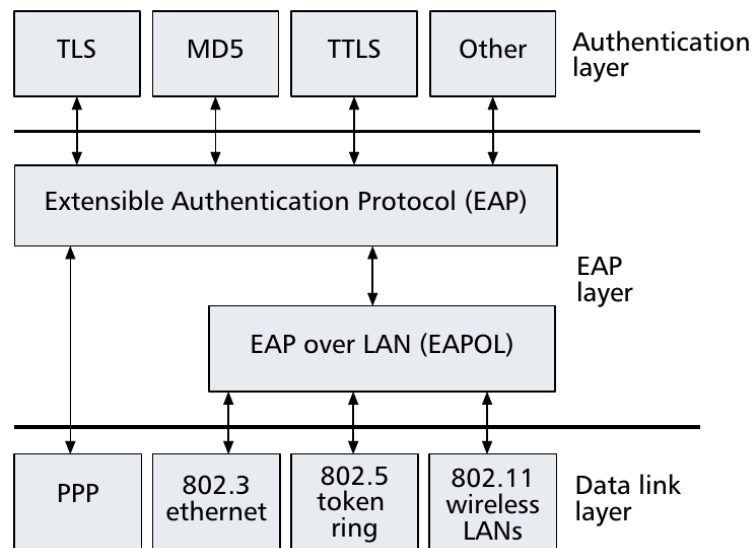 TLS
MD5
TTLS
Other
Authentication
layer
Extensible Authentication Protocol (EAP)
EAP
layer
EAP over LAN (EAPOL)
PPP
802.3
ethernet
802.5
token
ring
802.11
wireless
LANs
Data link
layer